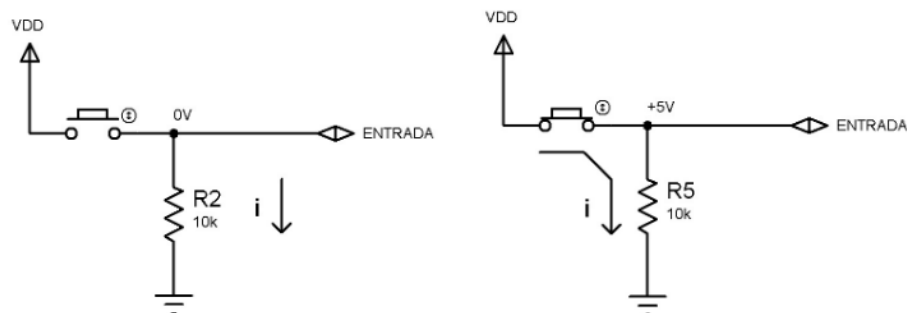 VDD
0V
ENTRADA
R2
10k
i
VDD
+5V
ENTRADA
R5
10k
i